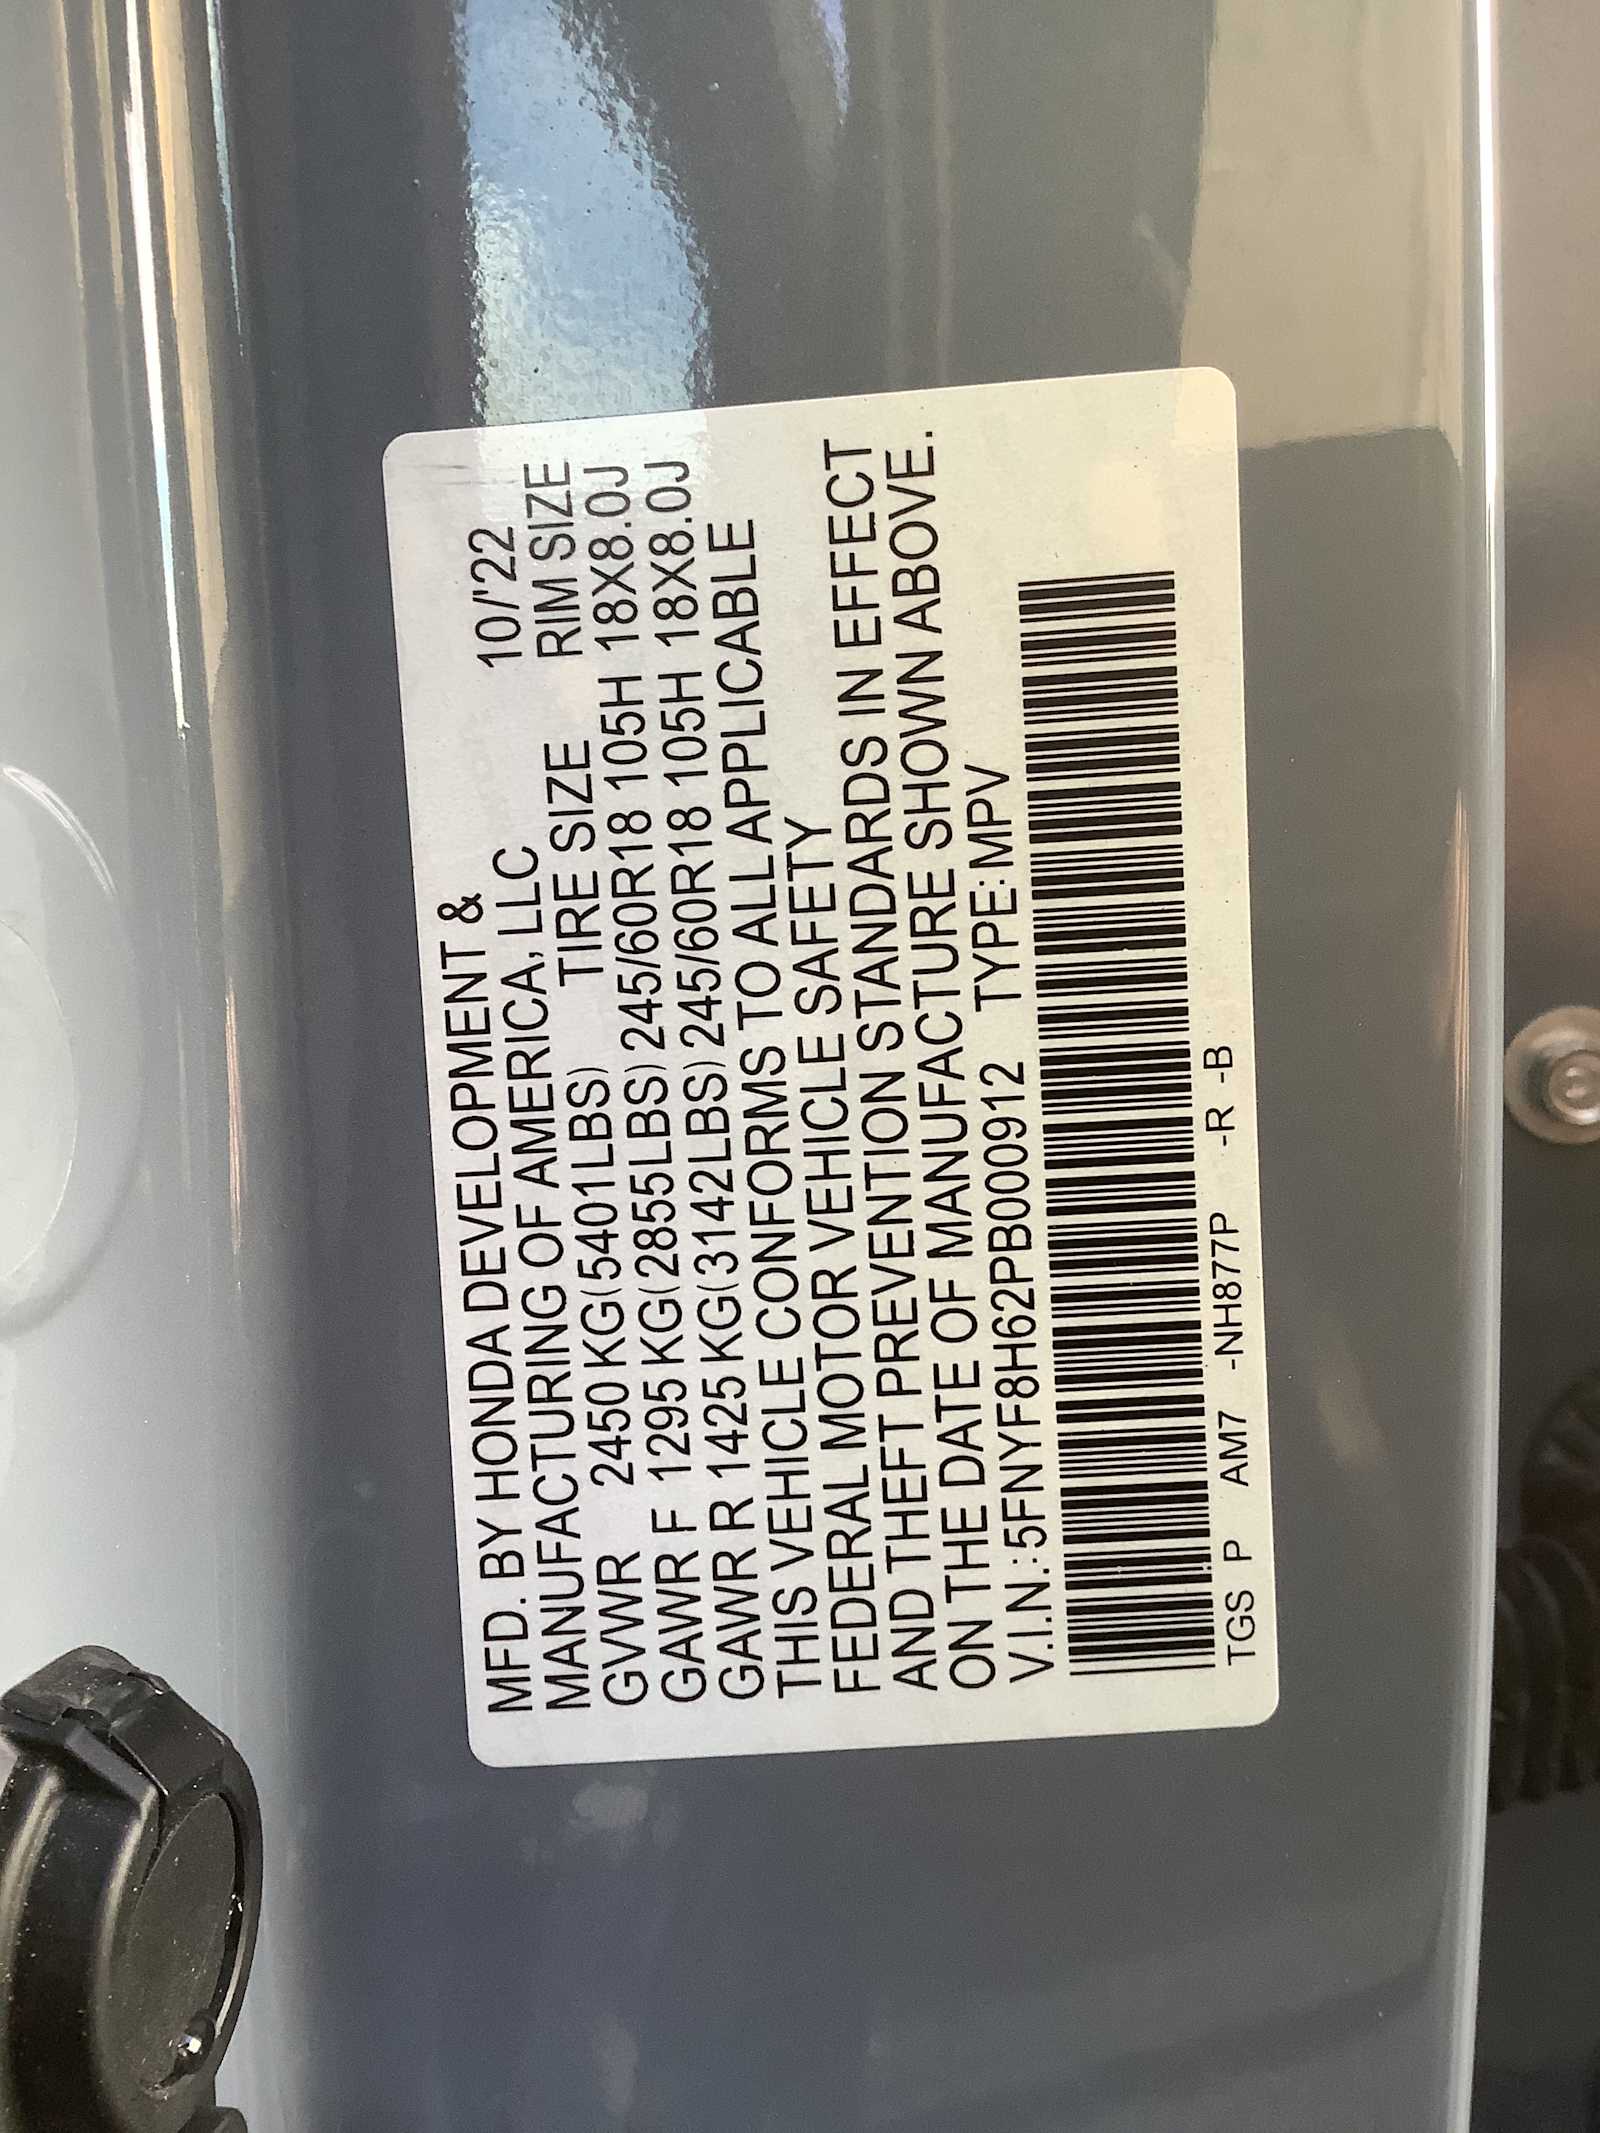 MFD. BY HONDA DEVELOPMENT &
MANUFACTURING OF AMERICA, LLC 10/'22
GVWR 2450 KG(5401LBS) TIRE SIZE RIM SIZE
GAWR F 1295 KG(2855LBS) 245/60R18 105H 18X8.0J
GAWR R 1425 KG(3142LBS) 245/60R18 105H 18X8.0J
THIS VEHICLE CONFORMS TO ALL APPLICABLE
FEDERAL MOTOR VEHICLE SAFETY
AND THEFT PREVENTION STANDARDS IN EFFECT
ON THE DATE OF MANUFACTURE SHOWN ABOVE.
V.I.N.:5FNYF8H62PB000912 TYPE:MPV
TGS P AM7 -NH877P -R -B